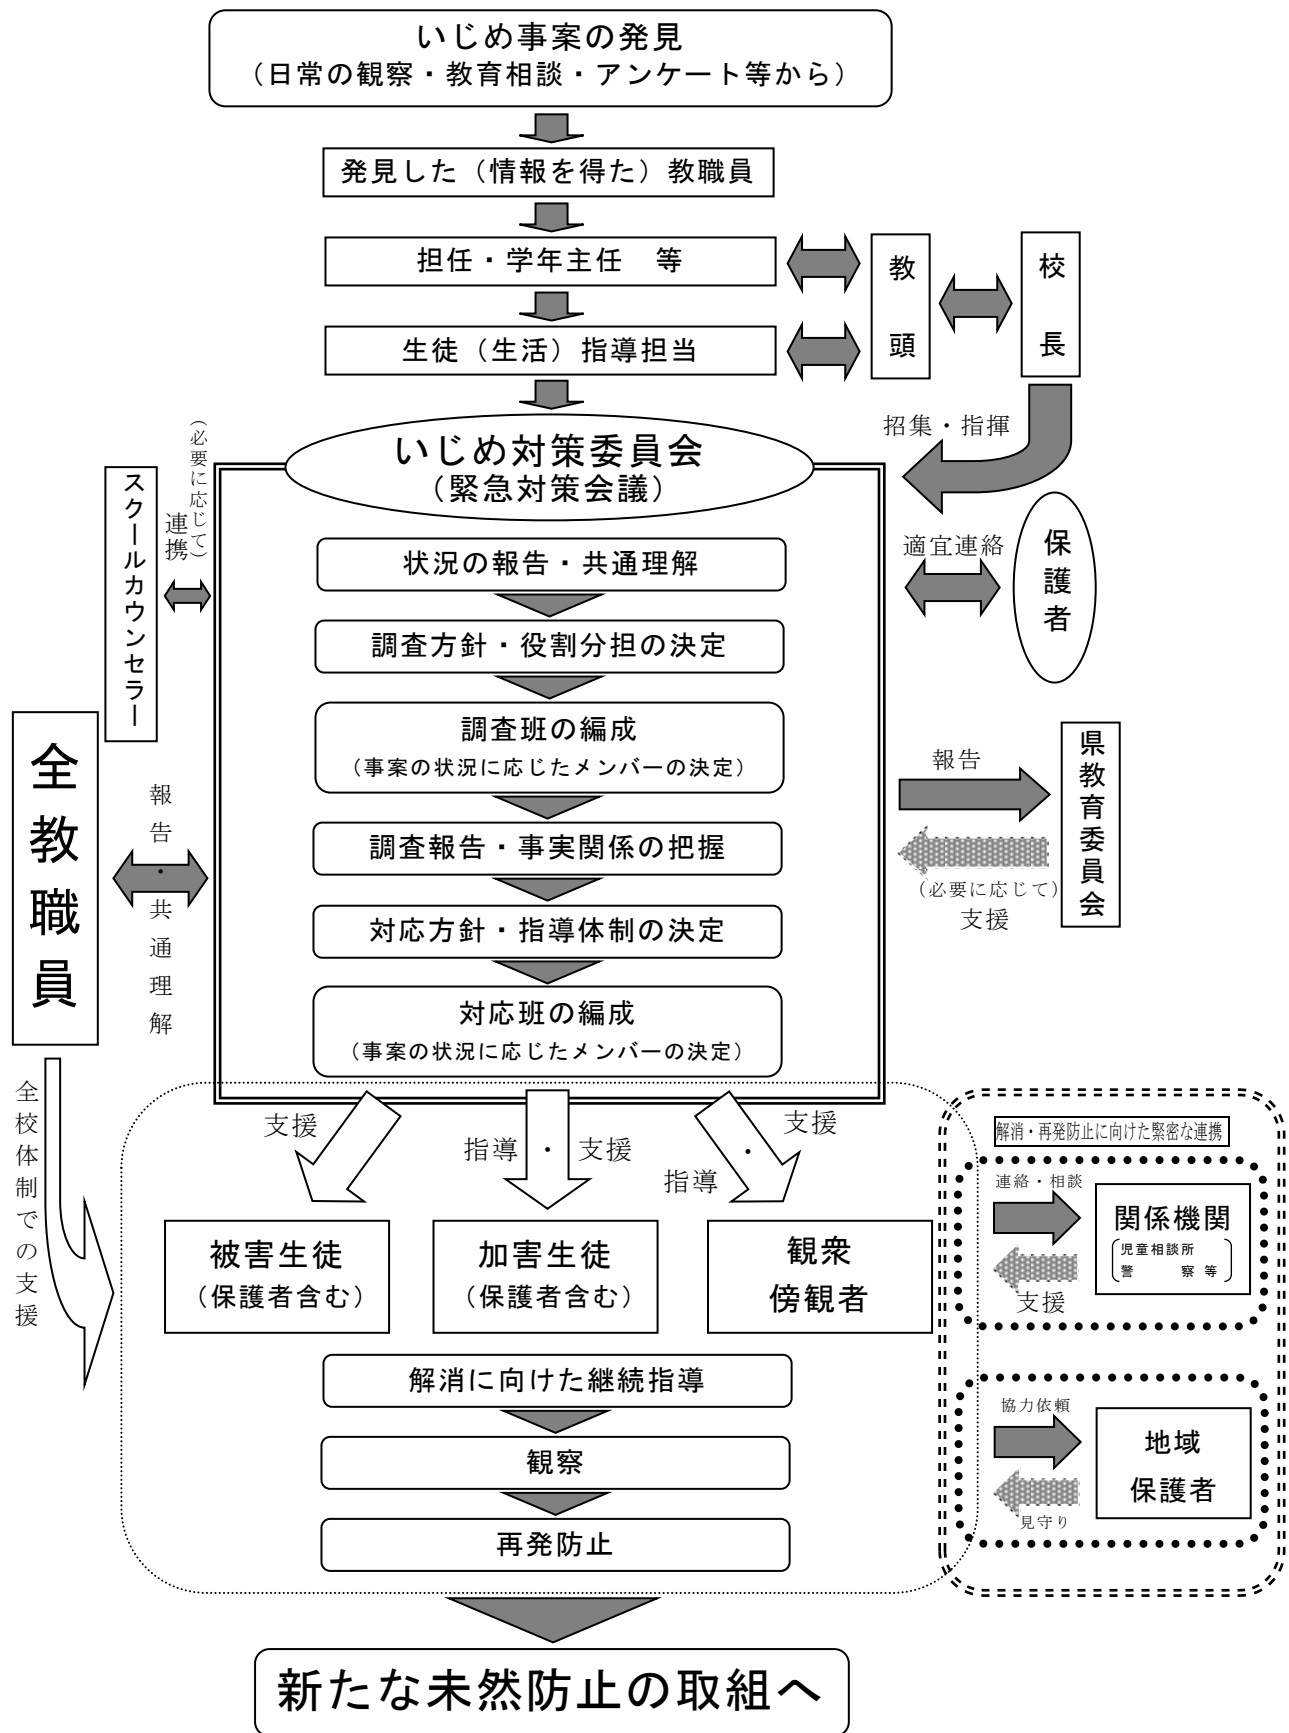 いじめ事案の発見
（日常の観察・教育相談・アンケート等から）
発見した（情報を得た）教職員
担任・学年主任　等
教頭
校長
生徒（生活）指導担当
招集・指揮
いじめ対策委員会
（緊急対策会議）
（必要に応じて）
連携
スクールカウンセラー
適宜連絡
保護者
状況の報告・共通理解
調査方針・役割分担の決定
調査班の編成
（事案の状況に応じたメンバーの決定）
全教職員
報告・共通理解
報告
県教育委員会
（必要に応じて）
支援
調査報告・事実関係の把握
対応方針・指導体制の決定
対応班の編成
（事案の状況に応じたメンバーの決定）
全校体制での支援
支援
指導・支援
指導・支援
被害生徒
（保護者含む）
加害生徒
（保護者含む）
観衆
傍観者
解消・再発防止に向けた緊密な連携
連絡・相談
関係機関
児童相談所
警　　察　等
支援
解消に向けた継続指導
観察
再発防止
協力依頼
地域
保護者
見守り
新たな未然防止の取組へ